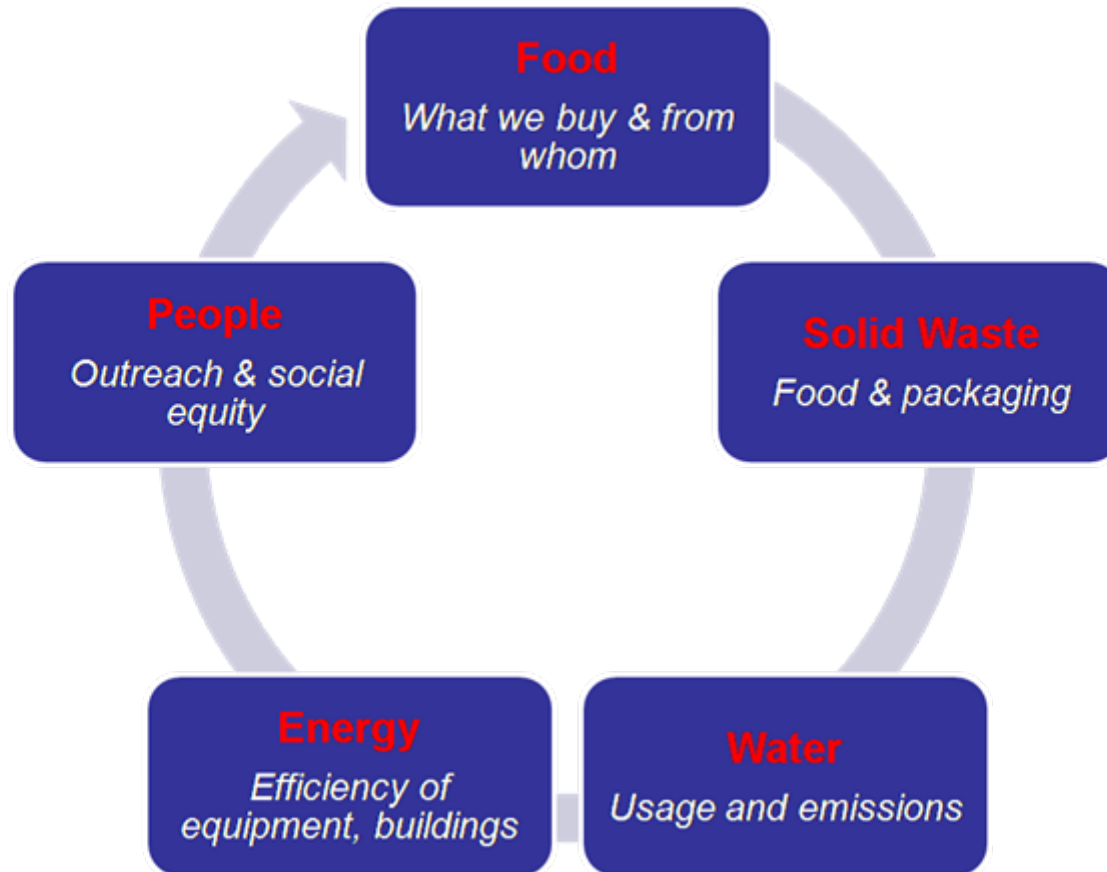 Food
What we buy & from
whom
Solid Waste
Food & packaging
Water
Usage and emissions
Energy
Efficiency of
equipment, buildings
People
Outreach & social
equity